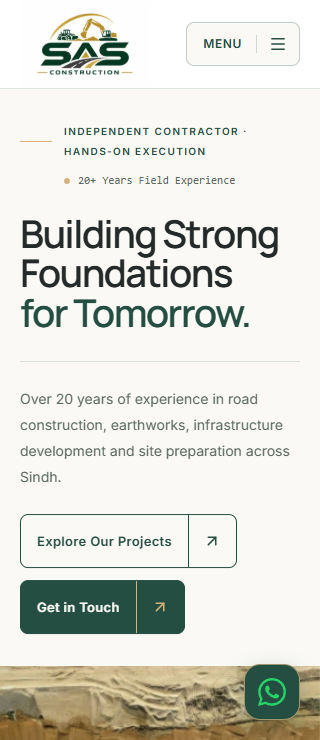 SAS
CONSTRUCTION
MENU
INDEPENDENT CONTRACTOR ·
HANDS-ON EXECUTION
20+ Years Field Experience
Building Strong
Foundations
for Tomorrow.
Over 20 years of experience in road
construction, earthworks, infrastructure
development and site preparation across
Sindh.
Explore Our Projects
Get in Touch